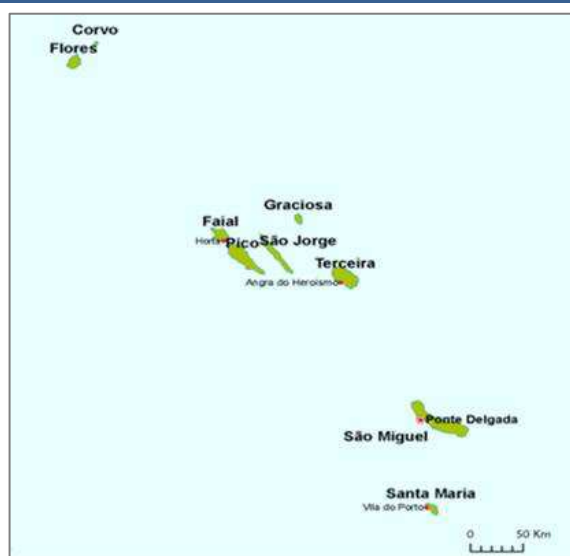 Corvo
Flores
Graciosa
Faial
Horta
Pico
São Jorge
Terceira
Angra do Heroísmo
Ponte Delgada
São Miguel
Santa Maria
Vila do Porto
0 50 Km